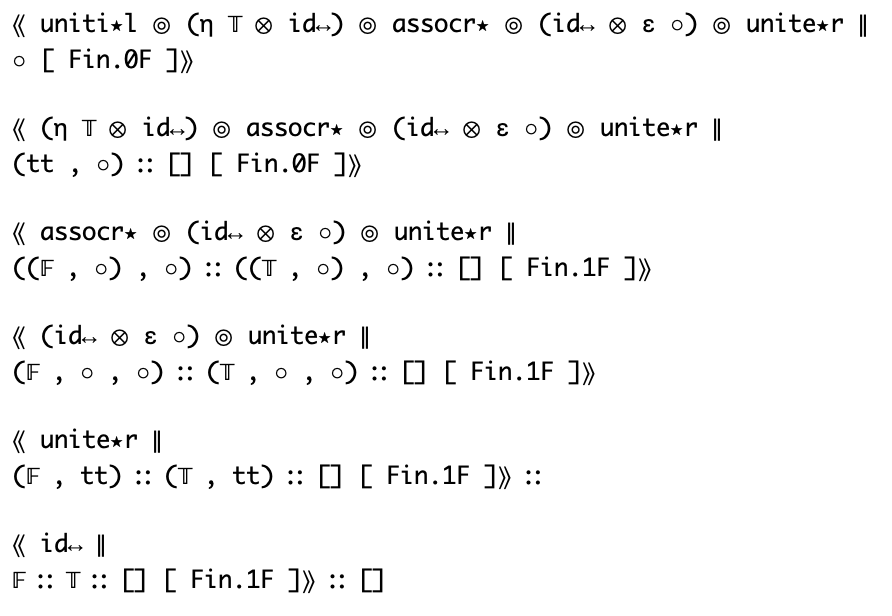 ⟪ uniti⋆l ⊚ (η 𝕋 ⊗ id↔) ⊚ assocr⋆ ⊚ (id↔ ⊗ ε ○) ⊚ unite⋆r ∥
○ [ Fin.0F ]⟫
⟪ (η 𝕋 ⊗ id↔) ⊚ assocr⋆ ⊚ (id↔ ⊗ ε ○) ⊚ unite⋆r ∥
(tt , ○) ∷ [] [ Fin.0F ]⟫
⟪ assocr⋆ ⊚ (id↔ ⊗ ε ○) ⊚ unite⋆r ∥
((𝔽 , ○) , ○) ∷ ((𝕋 , ○) , ○) ∷ [] [ Fin.1F ]⟫
⟪ (id↔ ⊗ ε ○) ⊚ unite⋆r ∥
(𝔽 , ○ , ○) ∷ (𝕋 , ○ , ○) ∷ [] [ Fin.1F ]⟫
⟪ unite⋆r ∥
(𝔽 , tt) ∷ (𝕋 , tt) ∷ [] [ Fin.1F ]⟫ ∷
⟪ id↔ ∥
𝔽 ∷ 𝕋 ∷ [] [ Fin.1F ]⟫ ∷ []